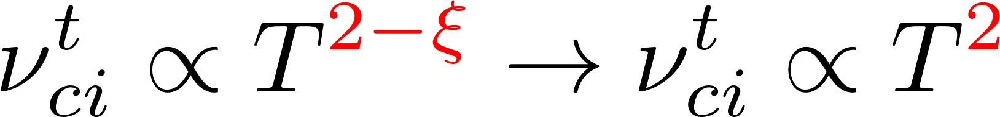 ν_{ci}^{t} ∝ T^{2−ξ} → ν_{ci}^{t} ∝ T^{2}